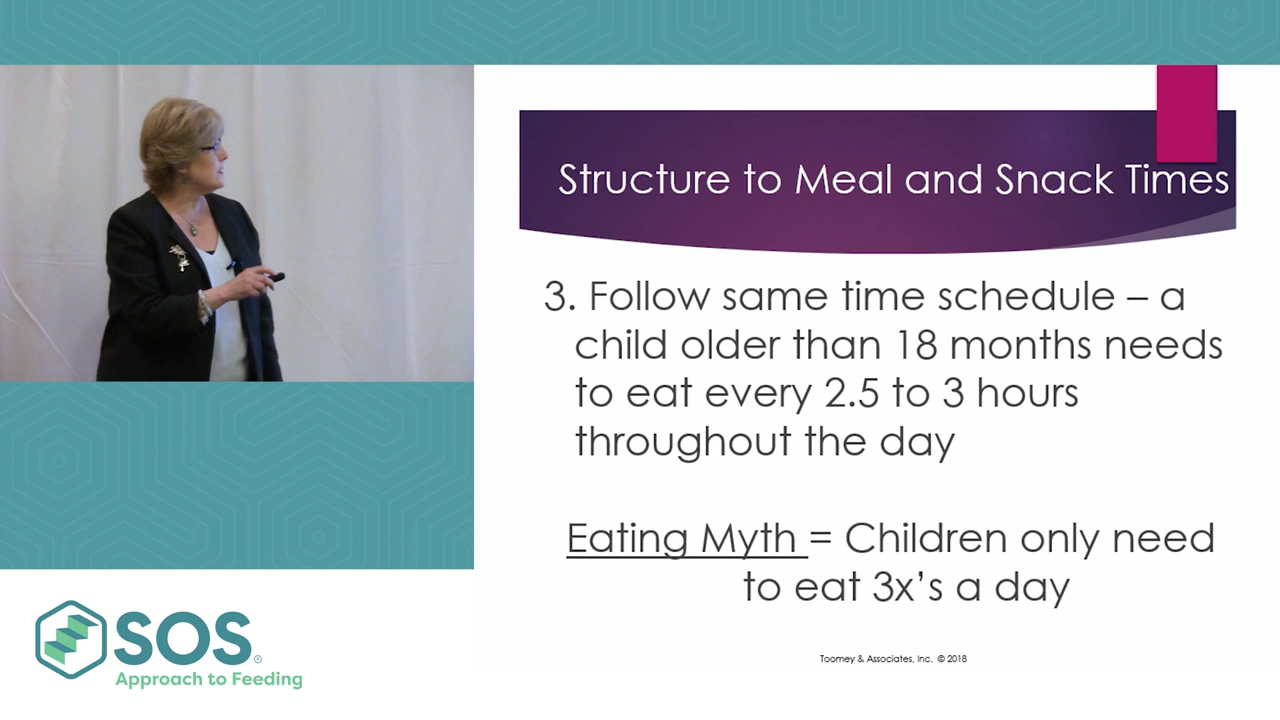 Structure to Meal and Snack Times
3. Follow same time schedule – a
child older than 18 months needs
to eat every 2.5 to 3 hours
throughout the day
Eating Myth = Children only need
to eat 3x’s a day
Toomey & Associates, Inc. © 2018
SOS®
Approach to Feeding